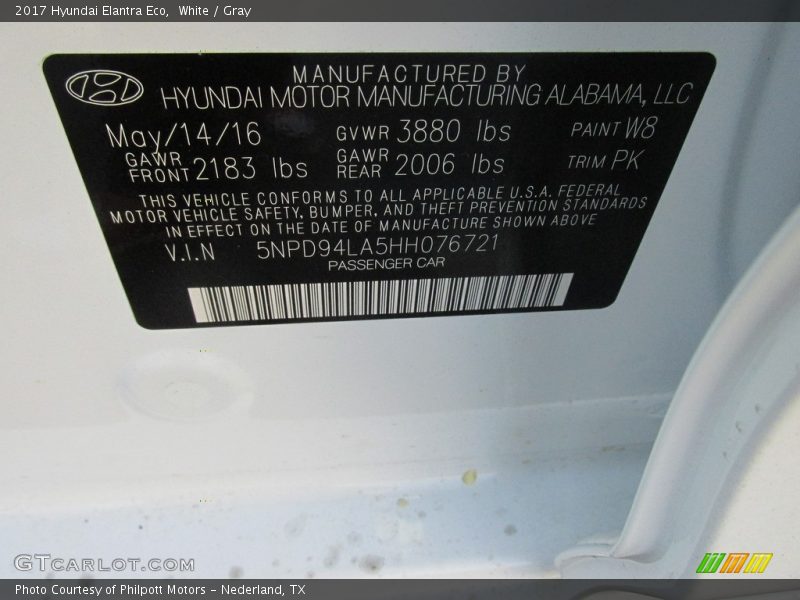 2017 Hyundai Elantra Eco,  White / Gray
MANUFACTURED BY
HYUNDAI MOTOR MANUFACTURING ALABAMA, LLC
May/14/16 GVWR 3880 lbs PAINT W8
GAWR FRONT 2183 lbs GAWR REAR 2006 lbs TRIM PK
THIS VEHICLE CONFORMS TO ALL APPLICABLE U.S.A. FEDERAL
MOTOR VEHICLE SAFETY, BUMPER, AND THEFT PREVENTION STANDARDS
IN EFFECT ON THE DATE OF MANUFACTURE SHOWN ABOVE
V.I.N 5NPD94LA5HH076721
PASSENGER CAR
GTCARLOT.COM
Photo Courtesy of Philpott Motors - Nederland, TX